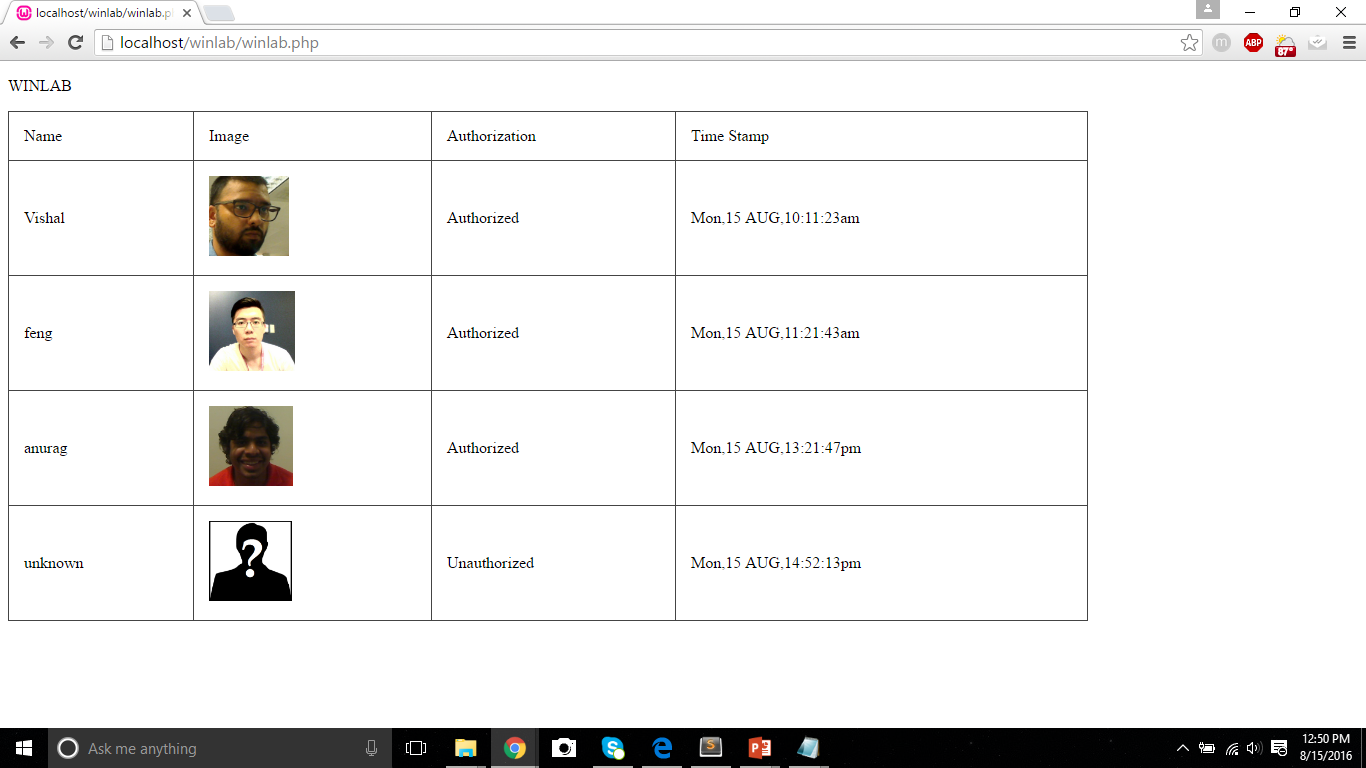 localhost/winlab/winlab.p
localhost/winlab/winlab.php
m
ABP
87°
WINLAB
Name Image Authorization Time Stamp
Vishal Authorized Mon,15 AUG,10:11:23am
feng Authorized Mon,15 AUG,11:21:43am
anurag Authorized Mon,15 AUG,13:21:47pm
unknown ? Unauthorized Mon,15 AUG,14:52:13pm
Ask me anything
12:50 PM
8/15/2016